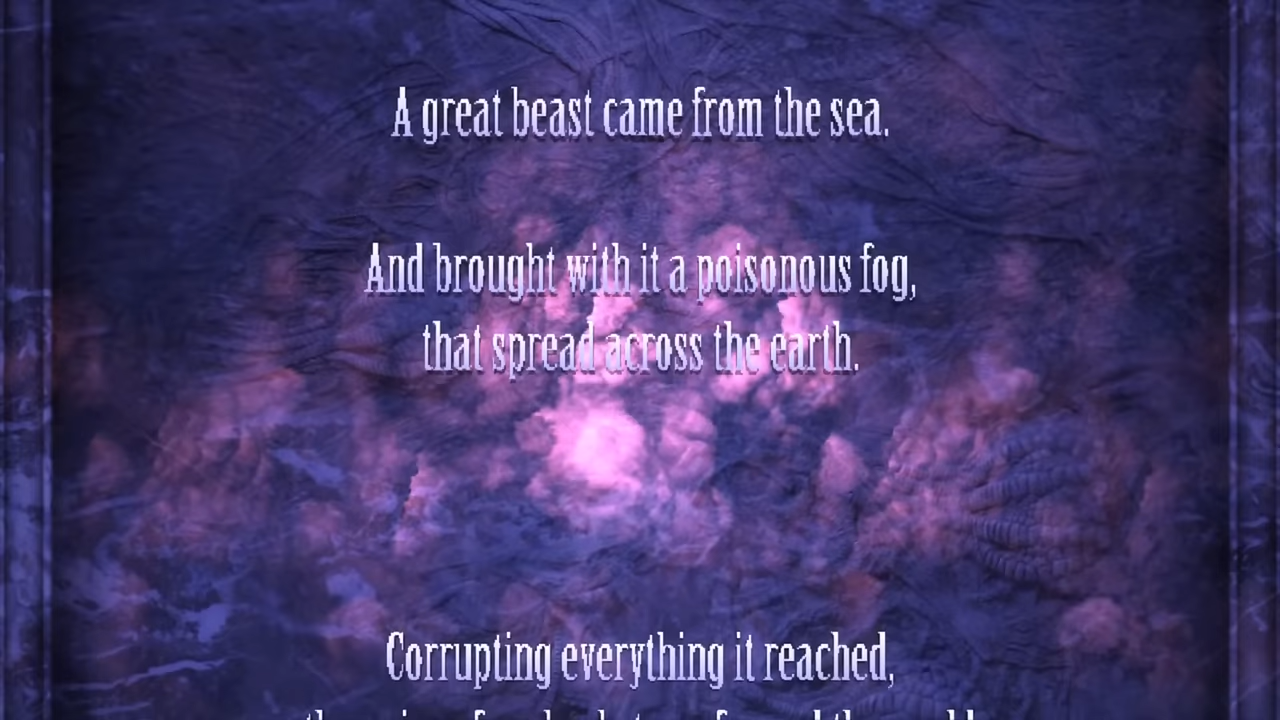 A great beast came from the sea.
And brought with it a poisonous fog,
that spread across the earth.
Corrupting everything it reached,